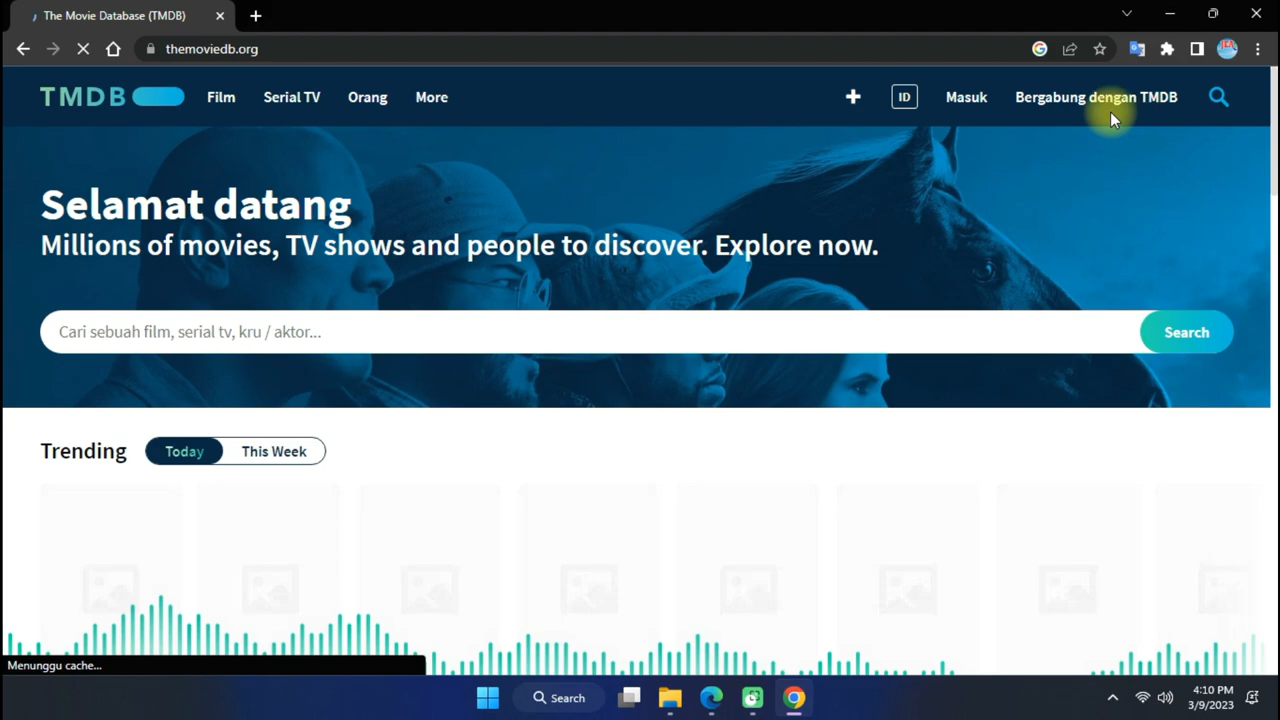 The Movie Database (TMDB)
themoviedb.org
TMDB
Film
Serial TV
Orang
More
ID
Masuk
Bergabung dengan TMDB
Selamat datang
Millions of movies, TV shows and people to discover. Explore now.
Cari sebuah film, serial tv, kru / aktor...
Search
Trending
Today
This Week
Menunggu cache...
Search
4:10 PM
3/9/2023